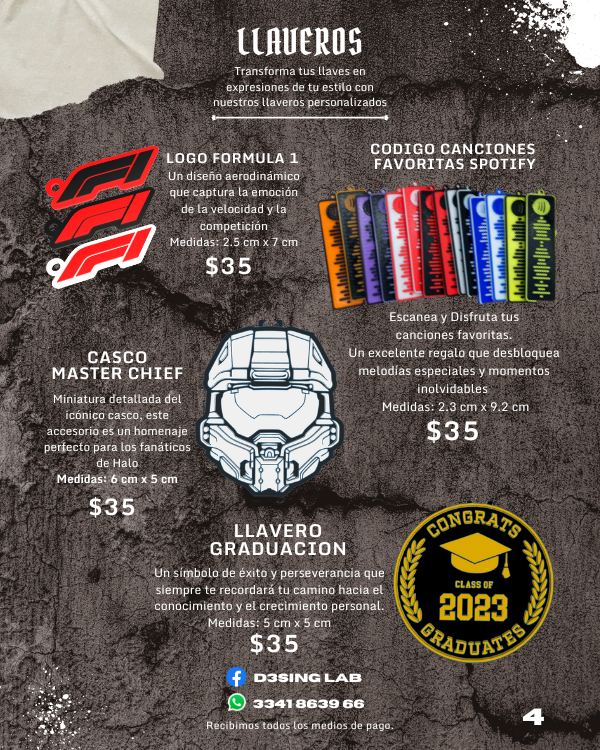 LLAVEROS
Transforma tus llaves en
expresiones de tu estilo con
nuestros llaveros personalizados
LOGO FORMULA 1
Un diseño aerodinámico
que captura la emoción
de la velocidad y la
competición
Medidas: 2.5 cm x 7 cm
$35
CODIGO CANCIONES
FAVORITAS SPOTIFY
Escanea y Disfruta tus
canciones favoritas.
Un excelente regalo que desbloquea
melodías especiales y momentos
inolvidables
Medidas: 2.3 cm x 9.2 cm
$35
CASCO
MASTER CHIEF
Miniatura detallada del
icónico casco, este
accesorio es un homenaje
perfecto para los fanáticos
de Halo
Medidas: 6 cm x 5 cm
$35
LLAVERO
GRADUACION
Un símbolo de éxito y perseverancia que
siempre te recordará tu camino hacia el
conocimiento y el crecimiento personal.
Medidas: 5 cm x 5 cm
$35
CONGRATS
CLASS OF
2023
GRADUATES
D3SING LAB
3341 8639 66
Recibimos todos los medios de pago.
4